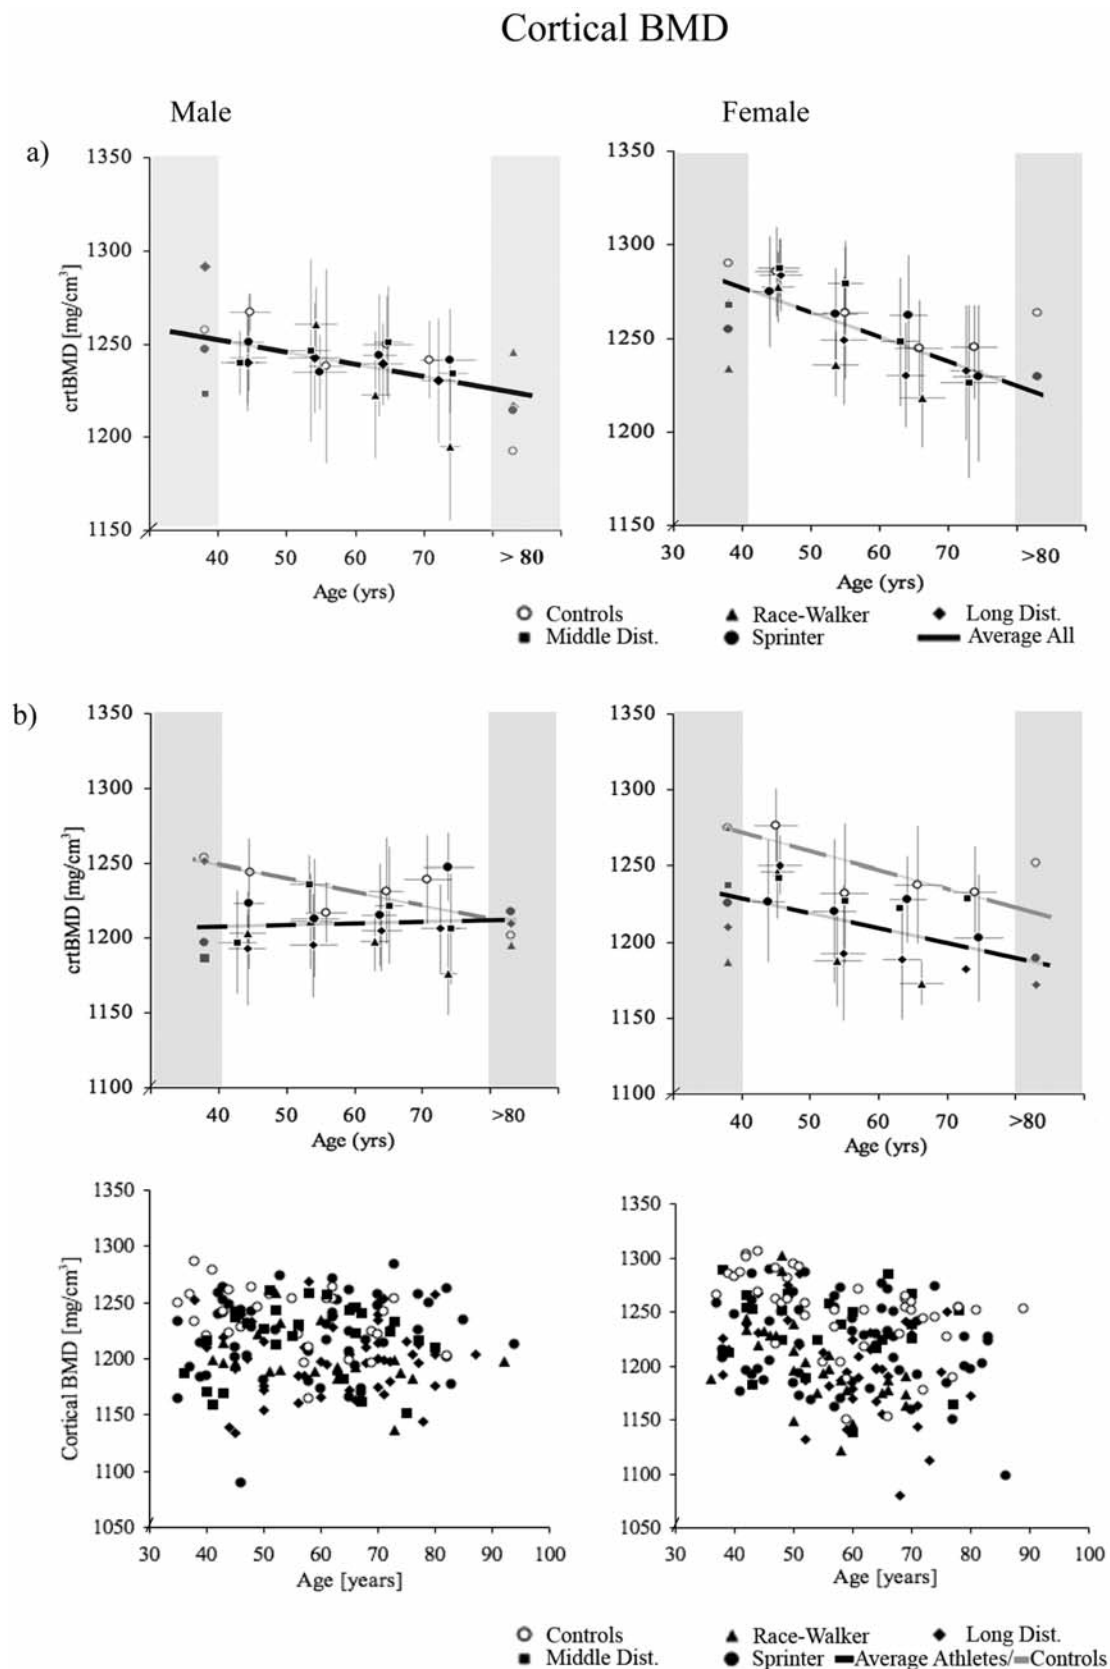 Cortical BMD
Male
Female
a)
1350
1300
1250
1200
1150
crtBMD [mg/cm³]
40 50 60 70 > 80
Age (yrs)
1350
1300
1250
1200
1150
30 40 50 60 70 >80
Age (yrs)
Controls Race-Walker Long Dist.
Middle Dist. Sprinter Average All
b)
1350
1300
1250
1200
1150
1100
crtBMD [mg/cm³]
40 50 60 70 >80
Age (yrs)
1350
1300
1250
1200
1150
1100
40 50 60 70 >80
Age (yrs)
1350
1300
1250
1200
1150
1100
1050
Cortical BMD [mg/cm³]
30 40 50 60 70 80 90 100
Age [years]
1350
1300
1250
1200
1150
1100
1050
30 40 50 60 70 80 90 100
Age [years]
Controls Race-Walker Long Dist.
Middle Dist. Sprinter Average Athletes/ Controls